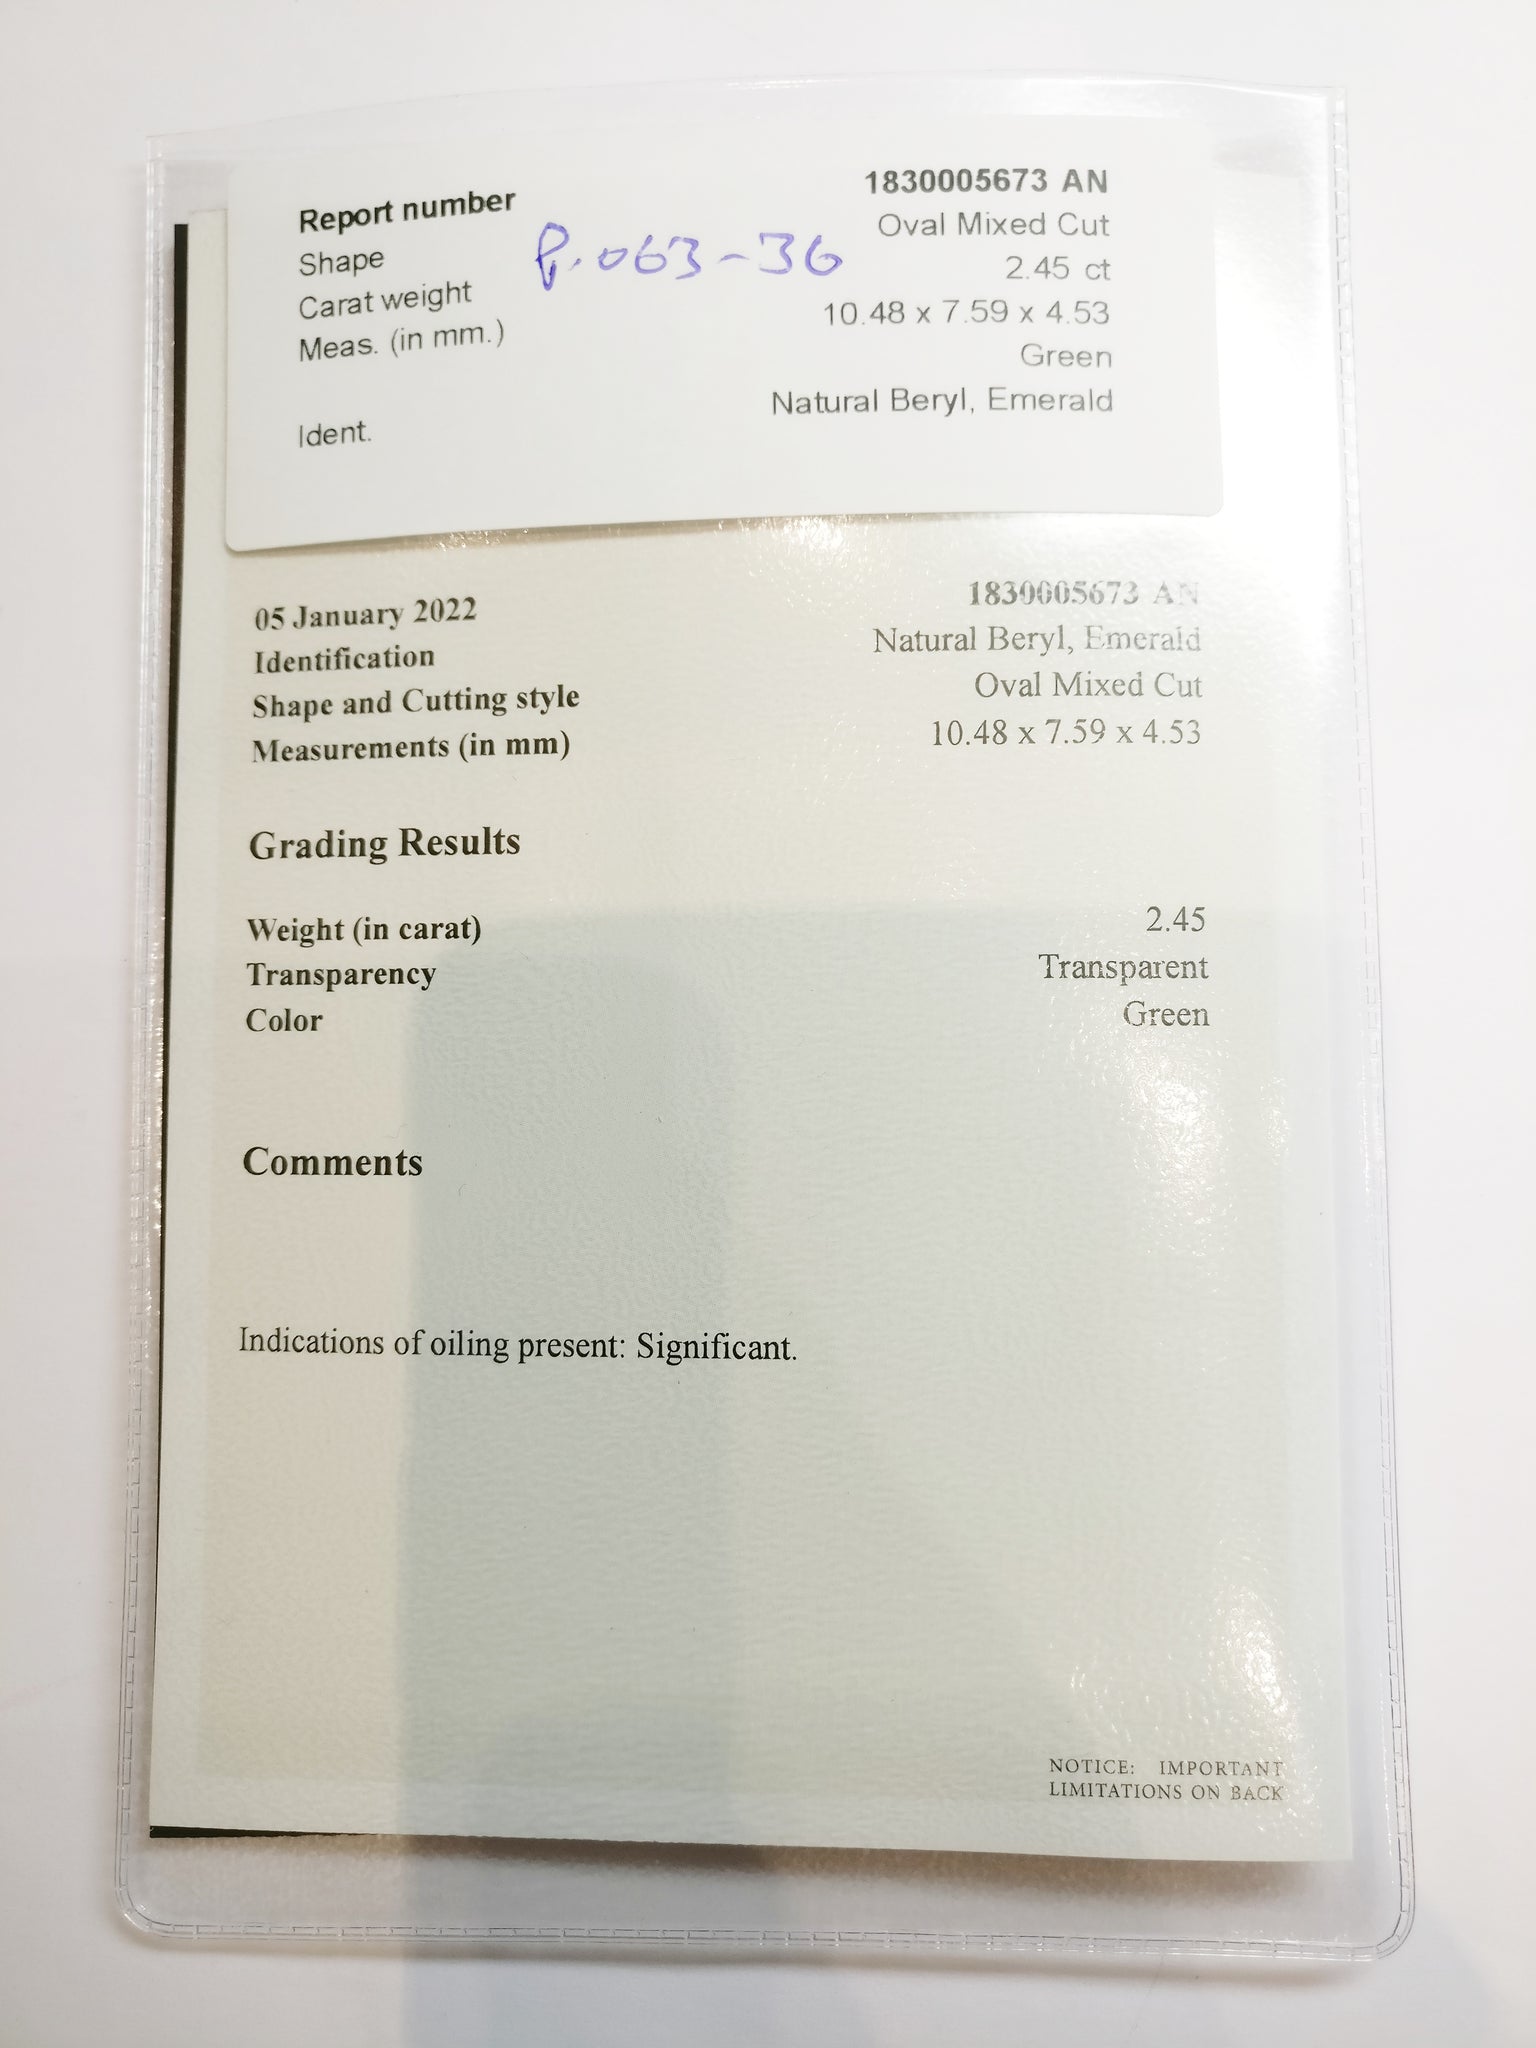 Report number 1830005673 AN
Shape Oval Mixed Cut
P.063-36
Carat weight 2.45 ct
Meas. (in mm.) 10.48 x 7.59 x 4.53
Green
Ident. Natural Beryl, Emerald
05 January 2022 1830005673 AN
Identification Natural Beryl, Emerald
Shape and Cutting style Oval Mixed Cut
Measurements (in mm) 10.48 x 7.59 x 4.53
Grading Results
Weight (in carat) 2.45
Transparency Transparent
Color Green
Comments
Indications of oiling present: Significant.
NOTICE: IMPORTANT
LIMITATIONS ON BACK